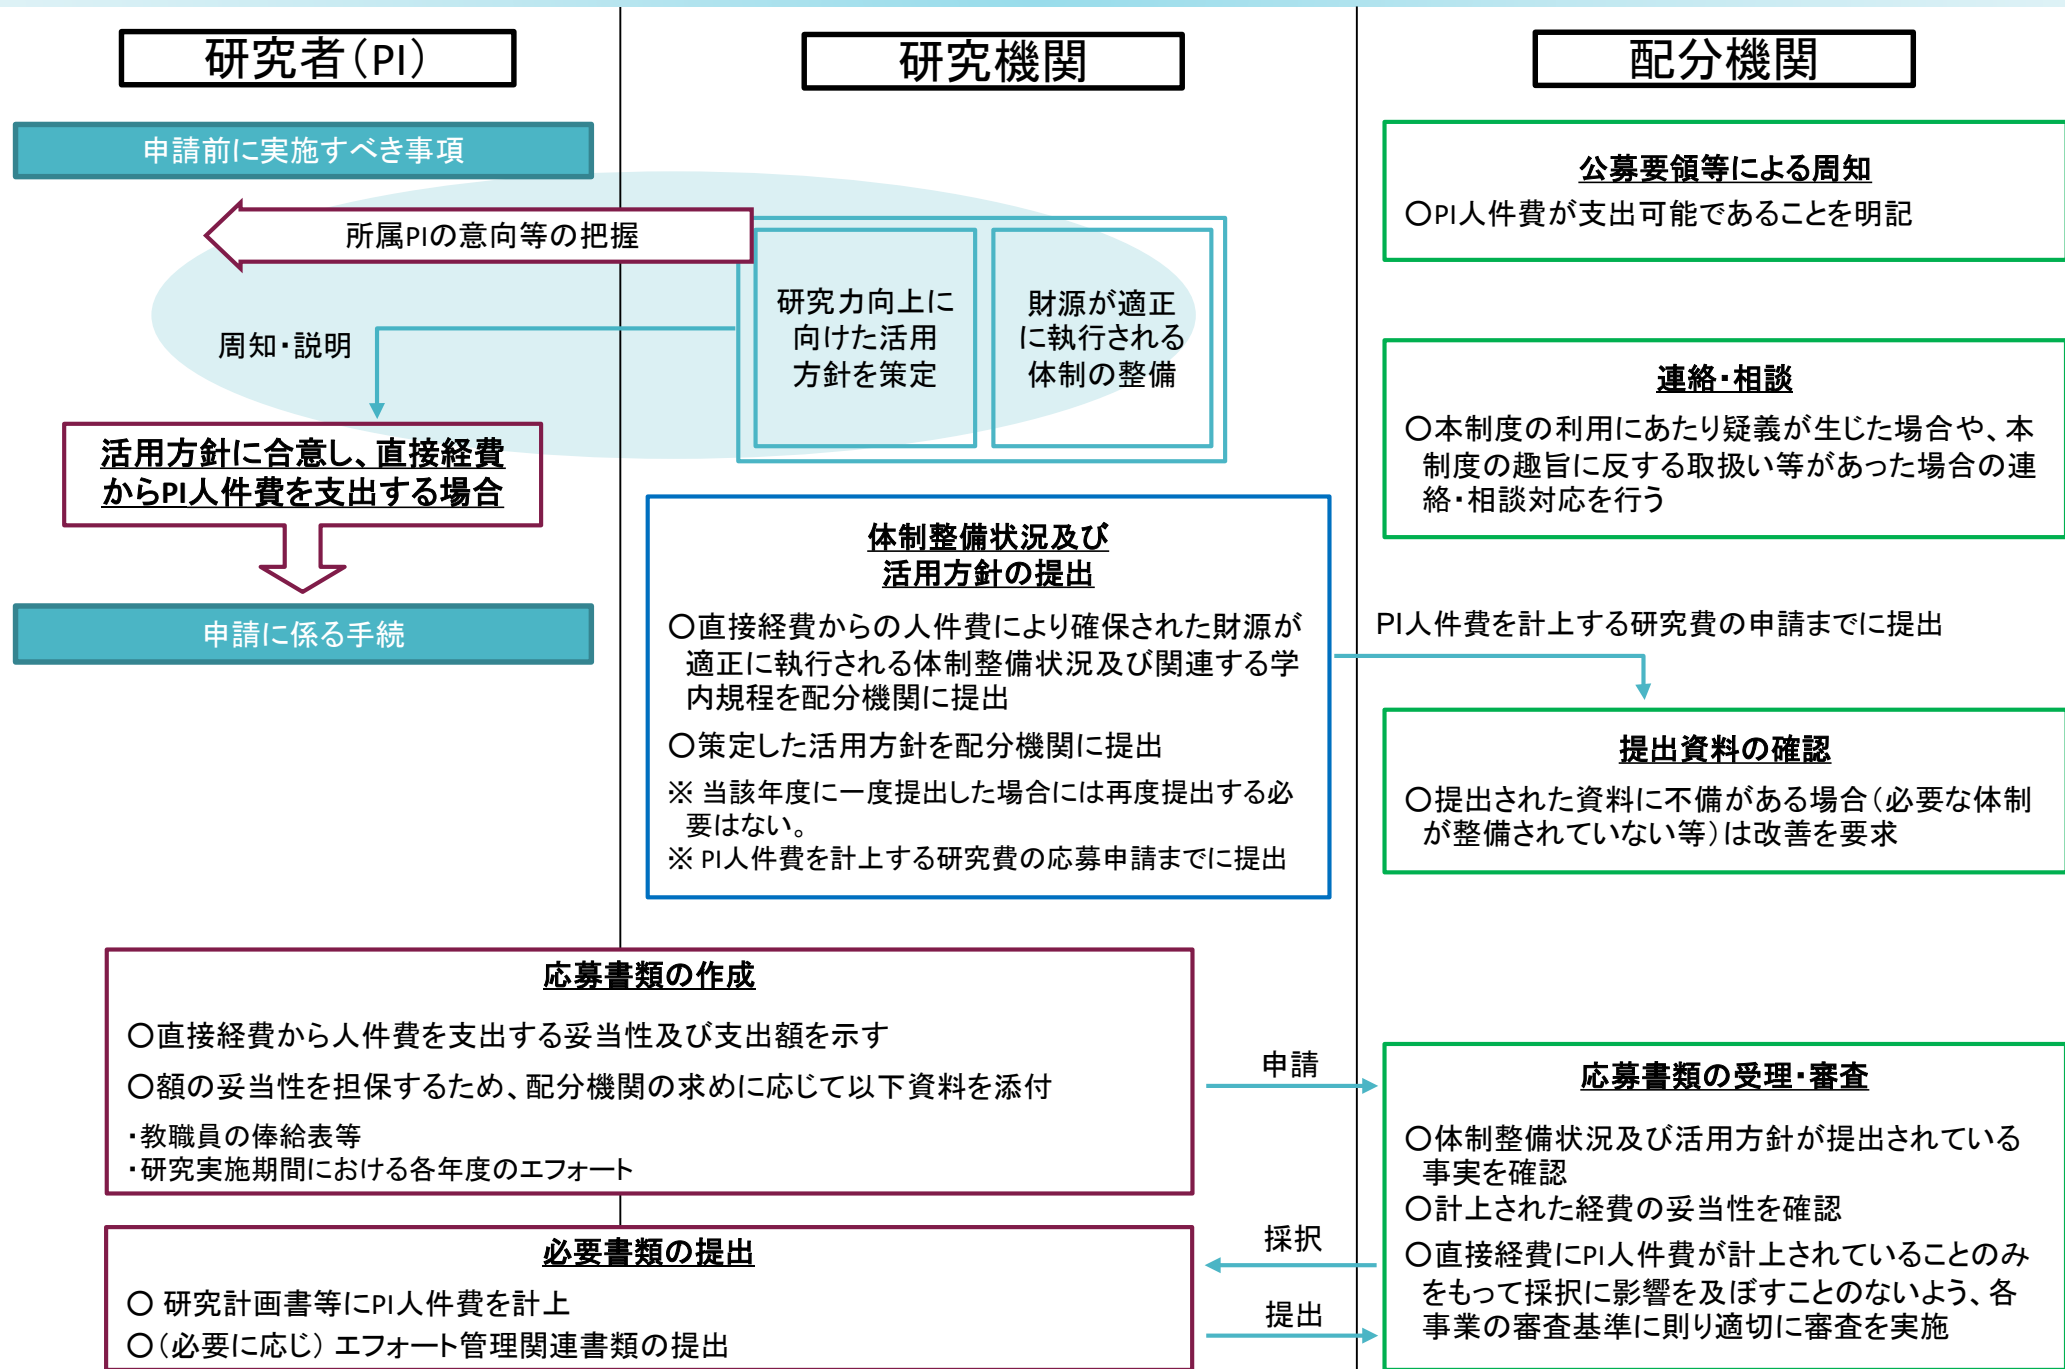 研究者（PI）
研究機関
配分機関
申請前に実施すべき事項
所属PIの意向等の把握
研究力向上に
向けた活用
方針を策定
財源が適正
に執行される
体制の整備
周知・説明
活用方針に合意し、直接経費
からPI人件費を支出する場合
申請に係る手続
体制整備状況及び
活用方針の提出
○直接経費からの人件費により確保された財源が
適正に執行される体制整備状況及び関連する学
内規程を配分機関に提出
○策定した活用方針を配分機関に提出
※ 当該年度に一度提出した場合には再度提出する必
要はない。
※ PI人件費を計上する研究費の応募申請までに提出
公募要領等による周知
○PI人件費が支出可能であることを明記
連絡・相談
○本制度の利用にあたり疑義が生じた場合や、本
制度の趣旨に反する取扱い等があった場合の連
絡・相談対応を行う
PI人件費を計上する研究費の申請までに提出
提出資料の確認
○提出された資料に不備がある場合（必要な体制
が整備されていない等）は改善を要求
応募書類の作成
○直接経費から人件費を支出する妥当性及び支出額を示す
○額の妥当性を担保するため、配分機関の求めに応じて以下資料を添付
・教職員の俸給表等
・研究実施期間における各年度のエフォート
申請
応募書類の受理・審査
○体制整備状況及び活用方針が提出されている
事実を確認
○計上された経費の妥当性を確認
○直接経費にPI人件費が計上されていることのみ
をもって採択に影響を及ぼすことのないよう、各
事業の審査基準に則り適切に審査を実施
採択
提出
必要書類の提出
○ 研究計画書等にPI人件費を計上
○（必要に応じ） エフォート管理関連書類の提出